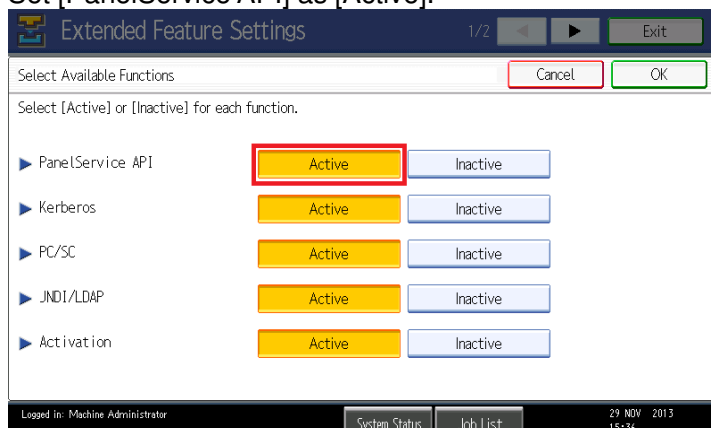 Set [PanelService API] as [Active].
Extended Feature Settings 1/2 Exit
Select Available Functions Cancel OK
Select [Active] or [Inactive] for each function.
PanelService API Active Inactive
Kerberos Active Inactive
PC/SC Active Inactive
JNDI/LDAP Active Inactive
Activation Active Inactive
Logged in: Machine Administrator System Status Job List 29 NOV 2013
15:34